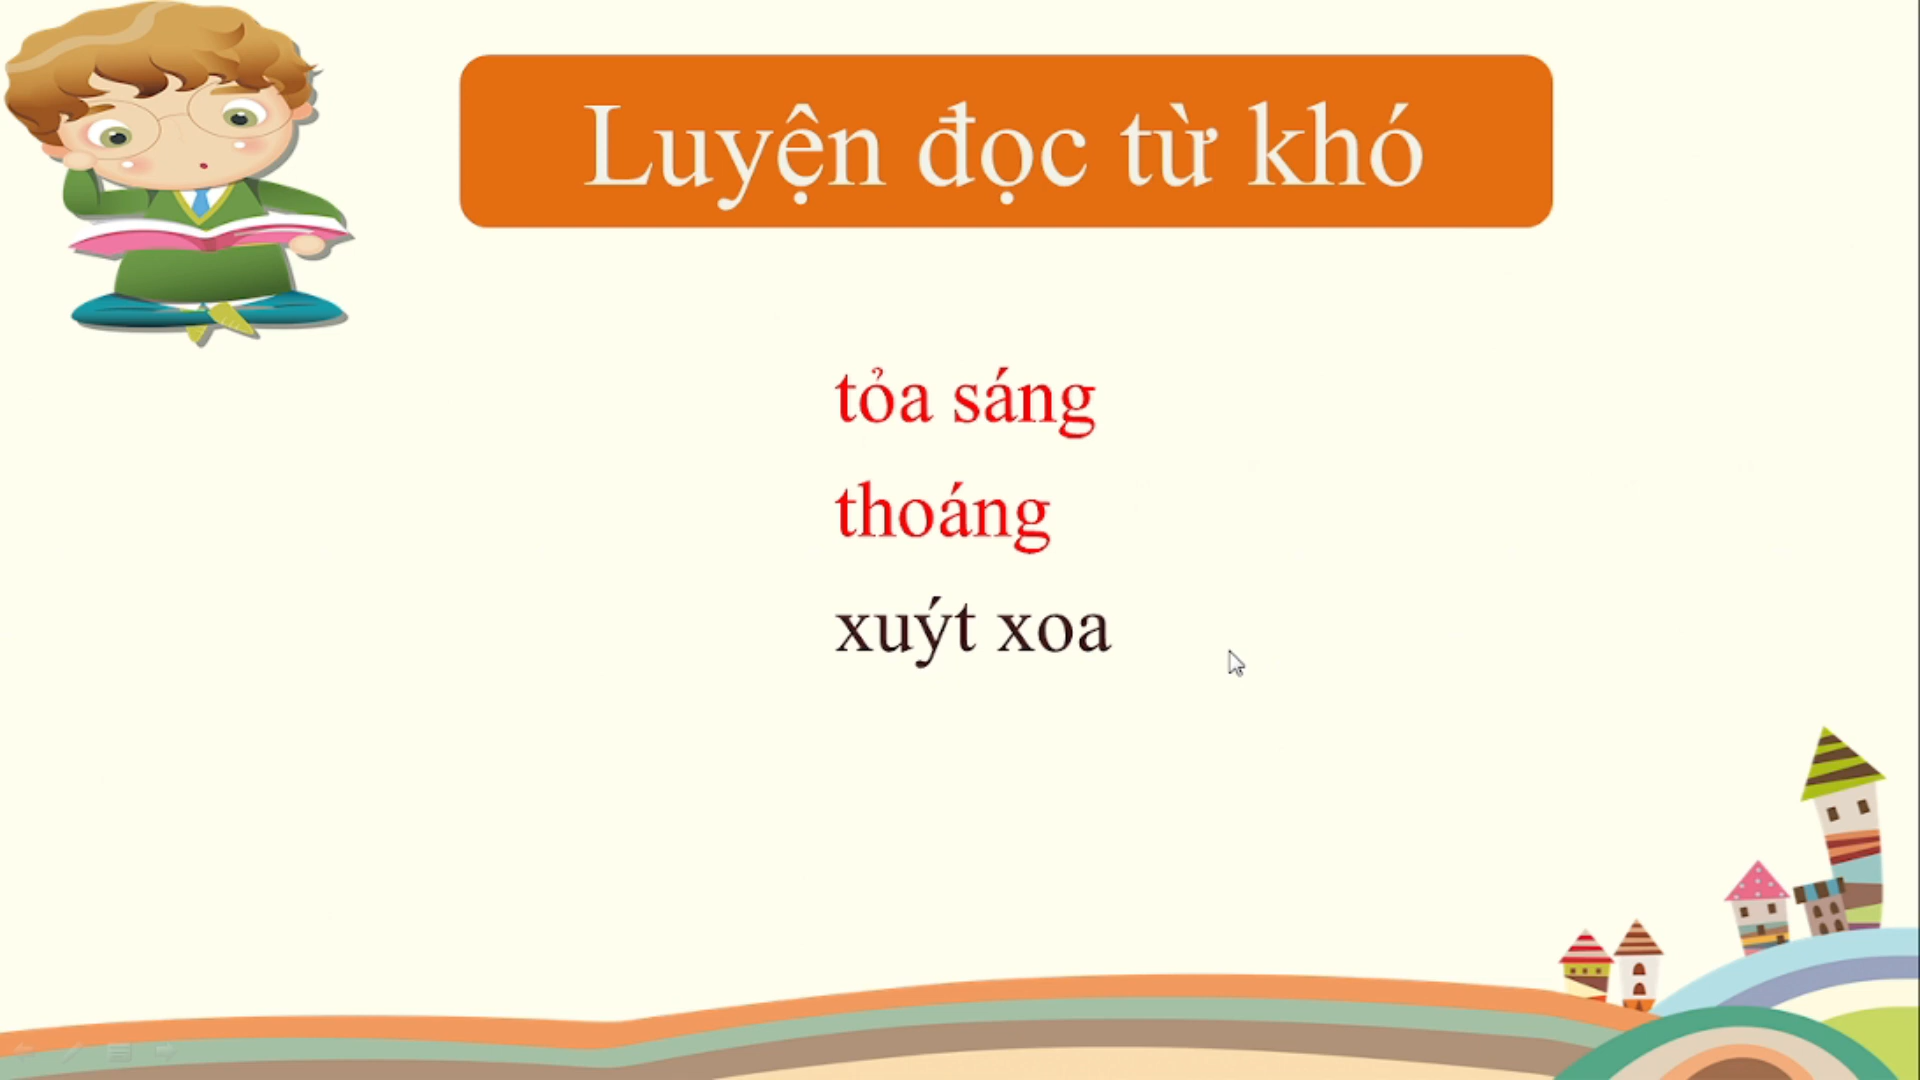 Luyện đọc từ khó
tỏa sáng
thoáng
xuýt xoa